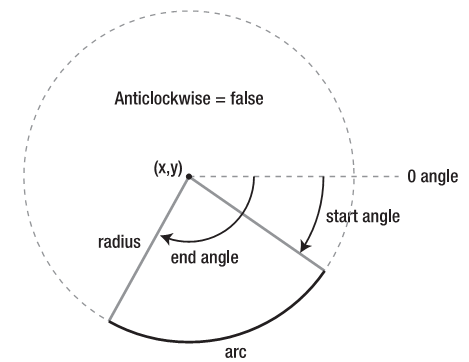 Anticlockwise = false
(x,y)
0 angle
start angle
radius
end angle
arc